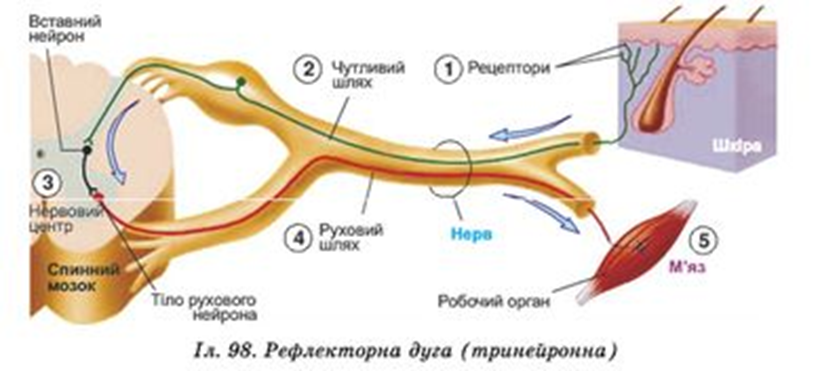 Вставний
нейрон
2 Чутливий
шлях
1 Рецептори
Шкіра
3
Нервовий
центр
4 Руховий
шлях
Нерв
5
М'яз
Спинний
мозок
Тіло рухового
нейрона
Робочий орган
Іл. 98. Рефлекторна дуга (тринейронна)